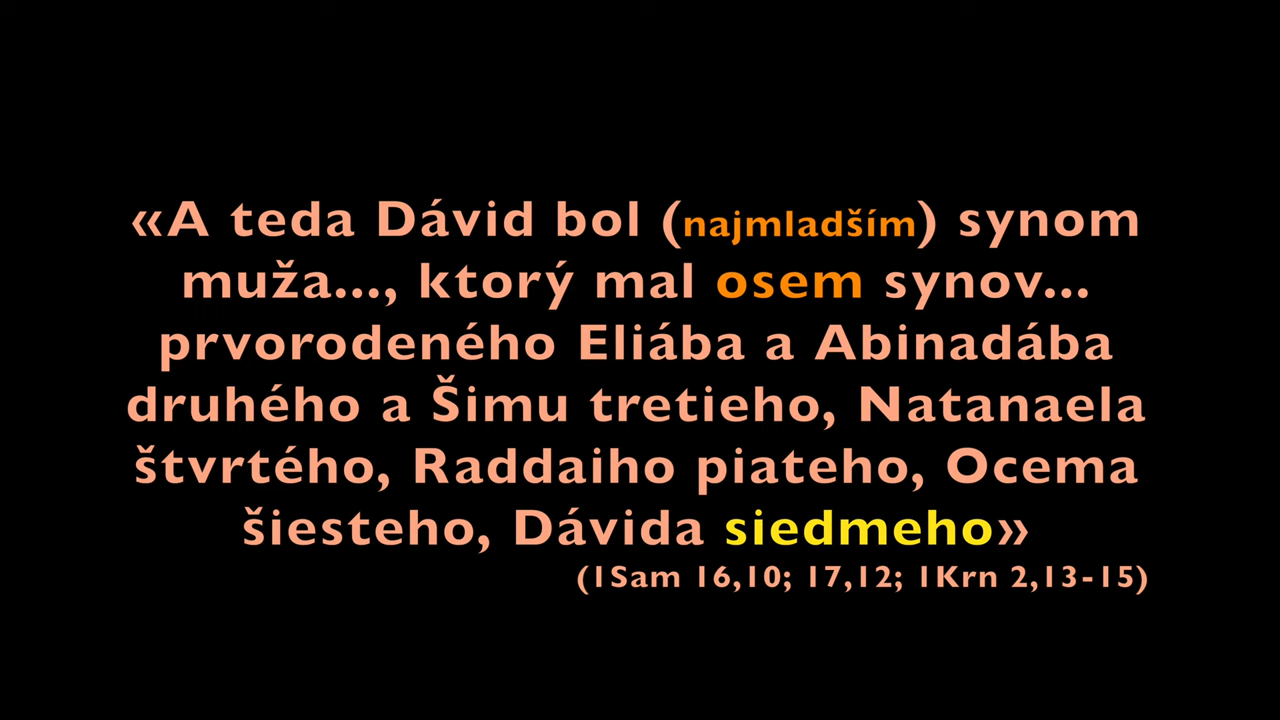 «A teda Dávid bol (najmladším) synom
muža..., ktorý mal osem synov...
prvorodeného Eliába a Abinadába
druhého a Šimu tretieho, Natanaela
štvrtého, Raddaiho piateho, Ocema
šiesteho, Dávida siedmeho»
(1Sam 16,10; 17,12; 1Krn 2,13-15)